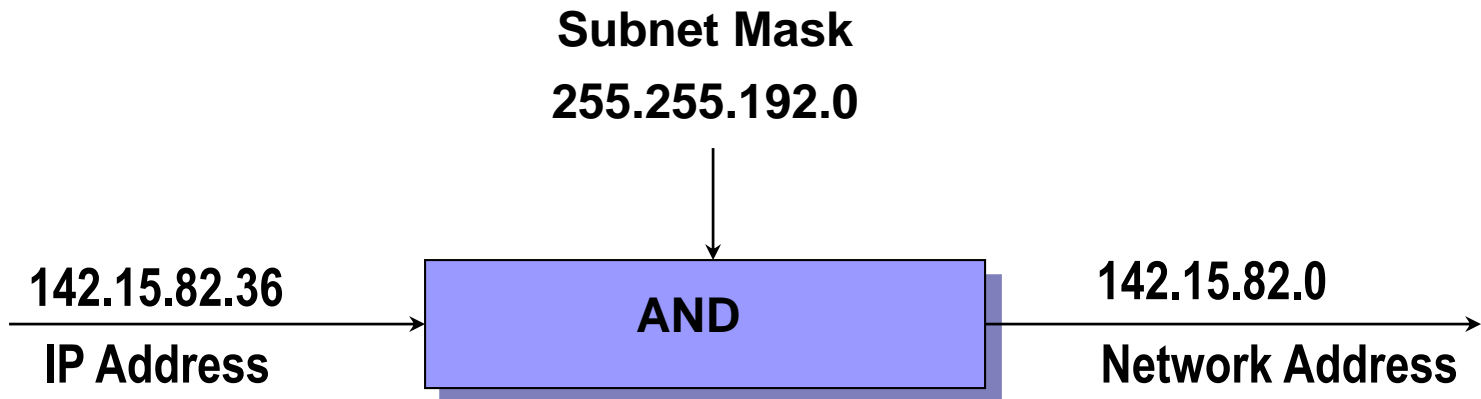 Subnet Mask
255.255.192.0
142.15.82.36
IP Address
AND
142.15.82.0
Network Address